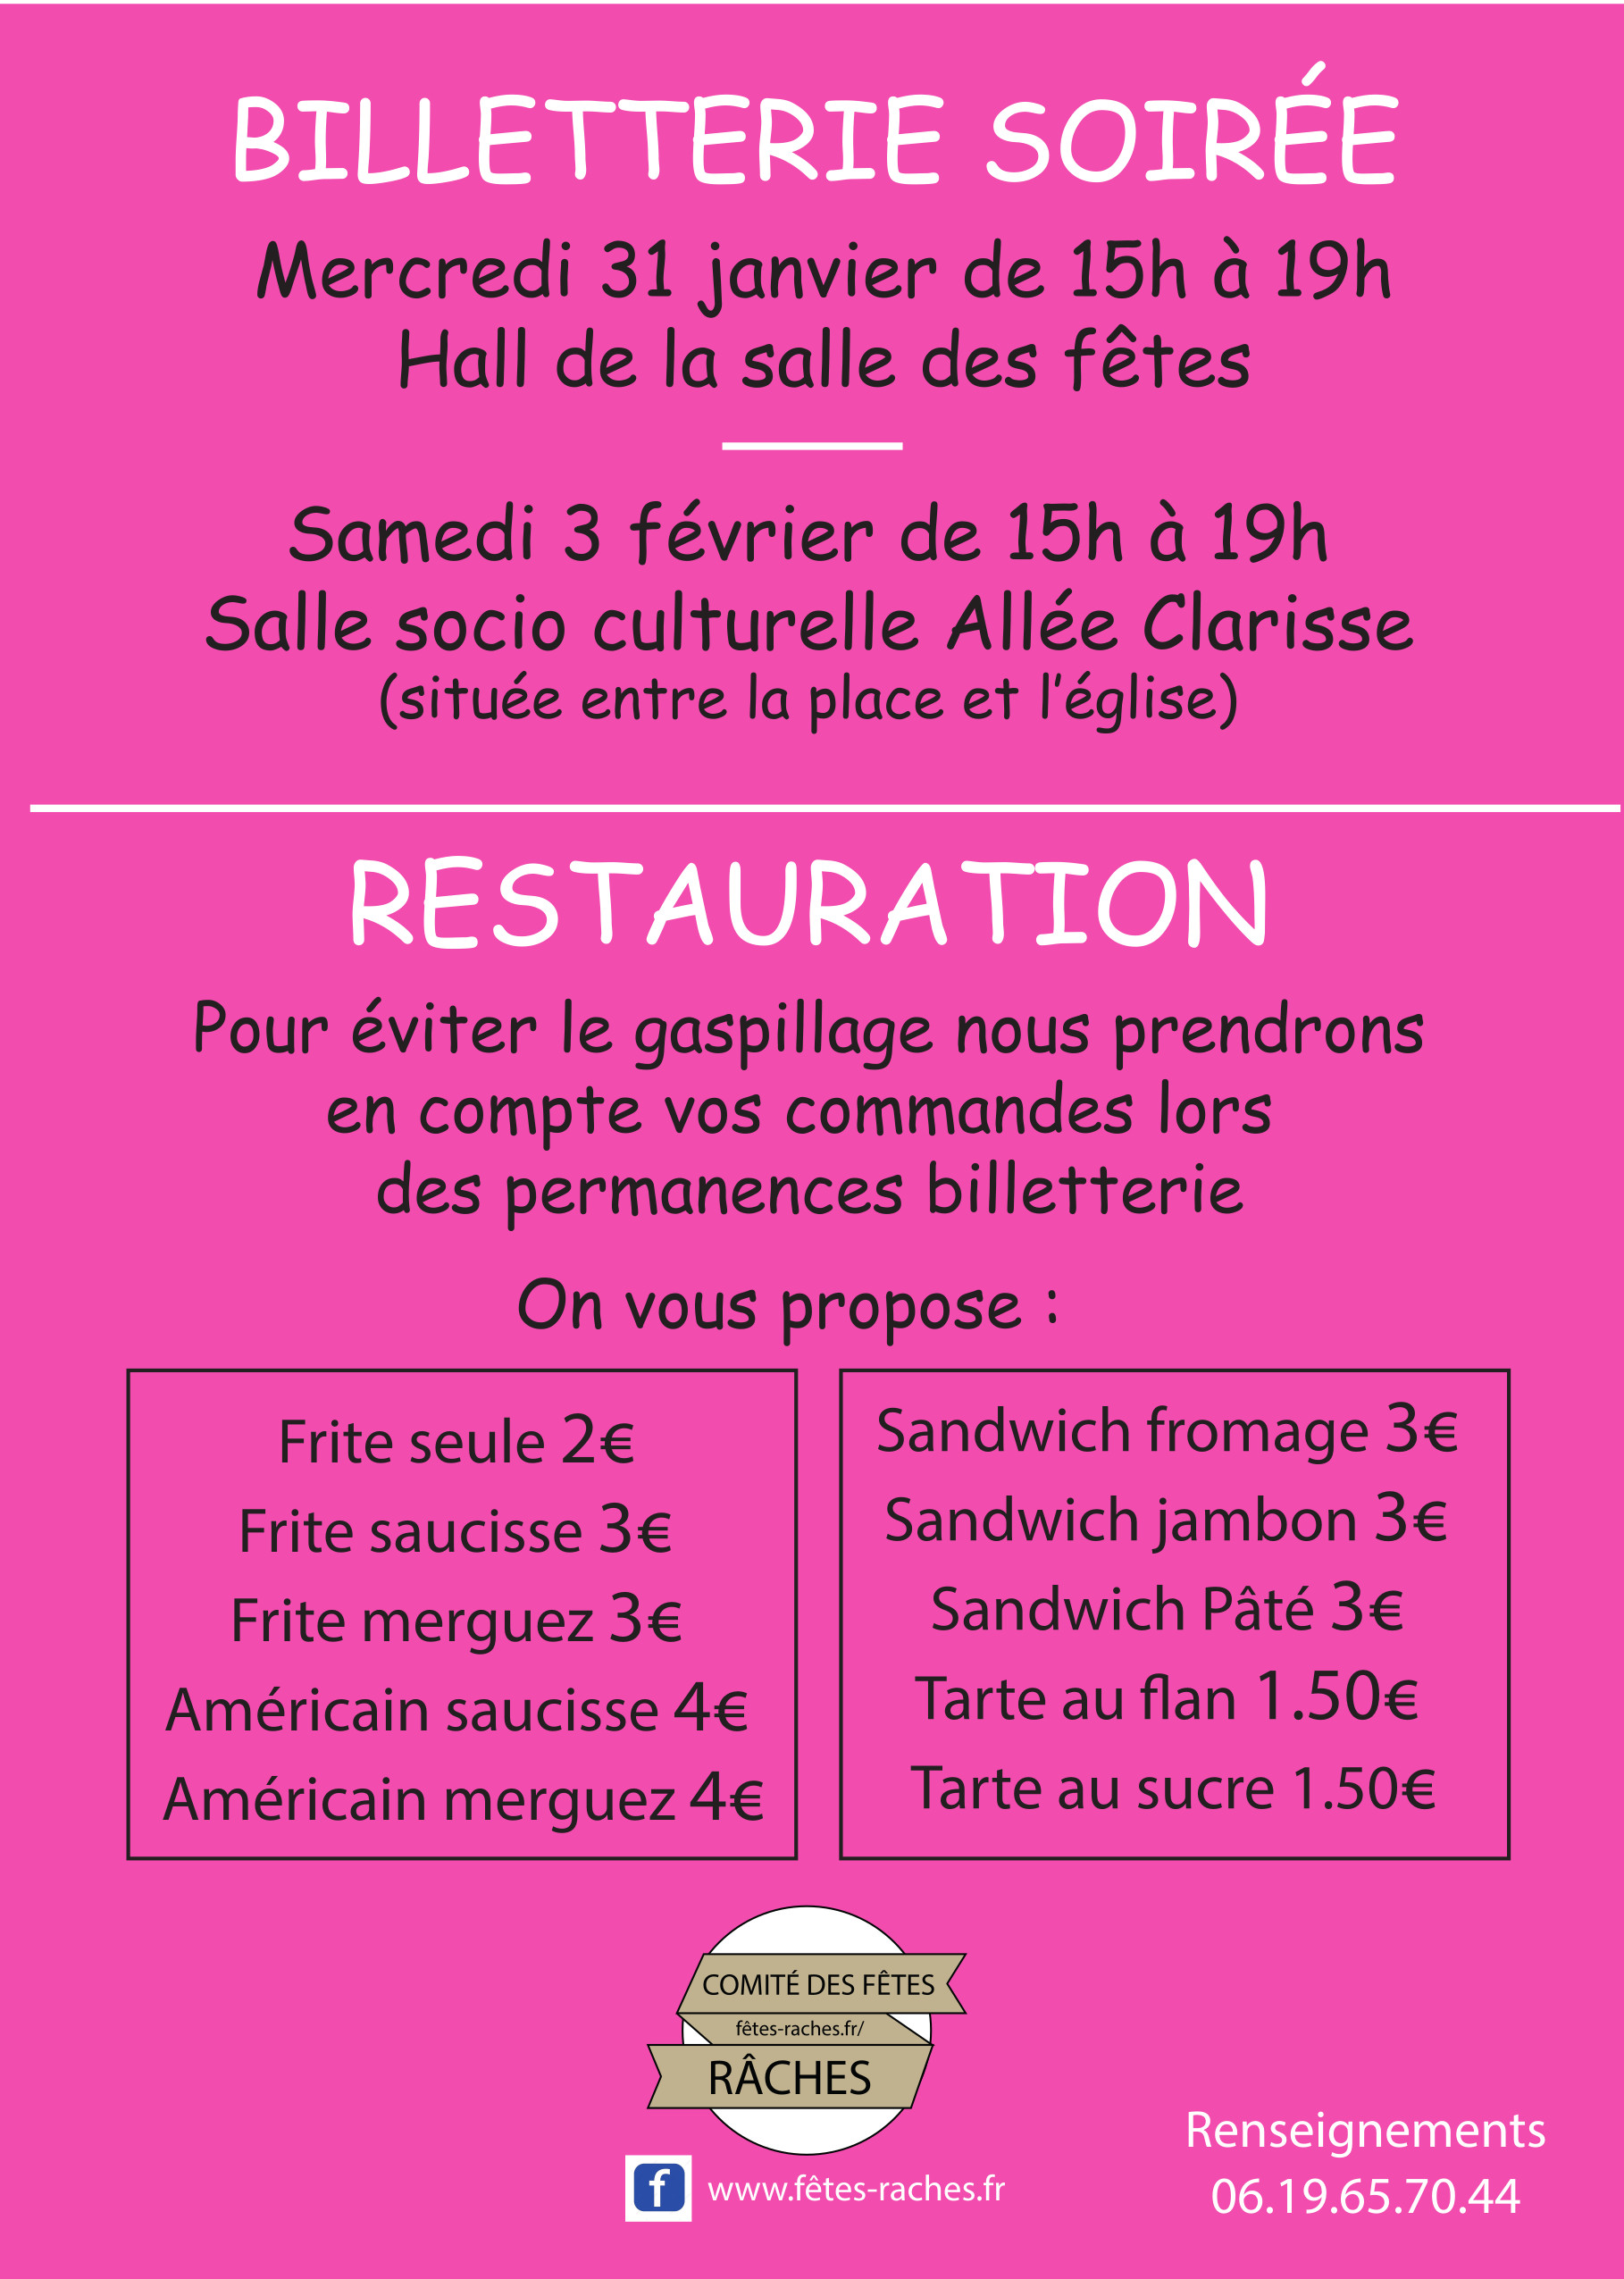 BILLETTERIE SOIRÉE
Mercredi 31 janvier de 15h à 19h
Hall de la salle des fêtes
Samedi 3 février de 15h à 19h
Salle socio culturelle Allée Clarisse
(située entre la place et l'église)
RESTAURATION
Pour éviter le gaspillage nous prendrons
en compte vos commandes lors
des permanences billetterie
On vous propose :
Frite seule 2€
Frite saucisse 3€
Frite merguez 3€
Américain saucisse 4€
Américain merguez 4€
Sandwich fromage 3€
Sandwich jambon 3€
Sandwich Pâté 3€
Tarte au flan 1.50€
Tarte au sucre 1.50€
COMITÉ DES FÊTES
fêtes-raches.fr/
RÂCHES
f www.fêtes-raches.fr
Renseignements
06.19.65.70.44